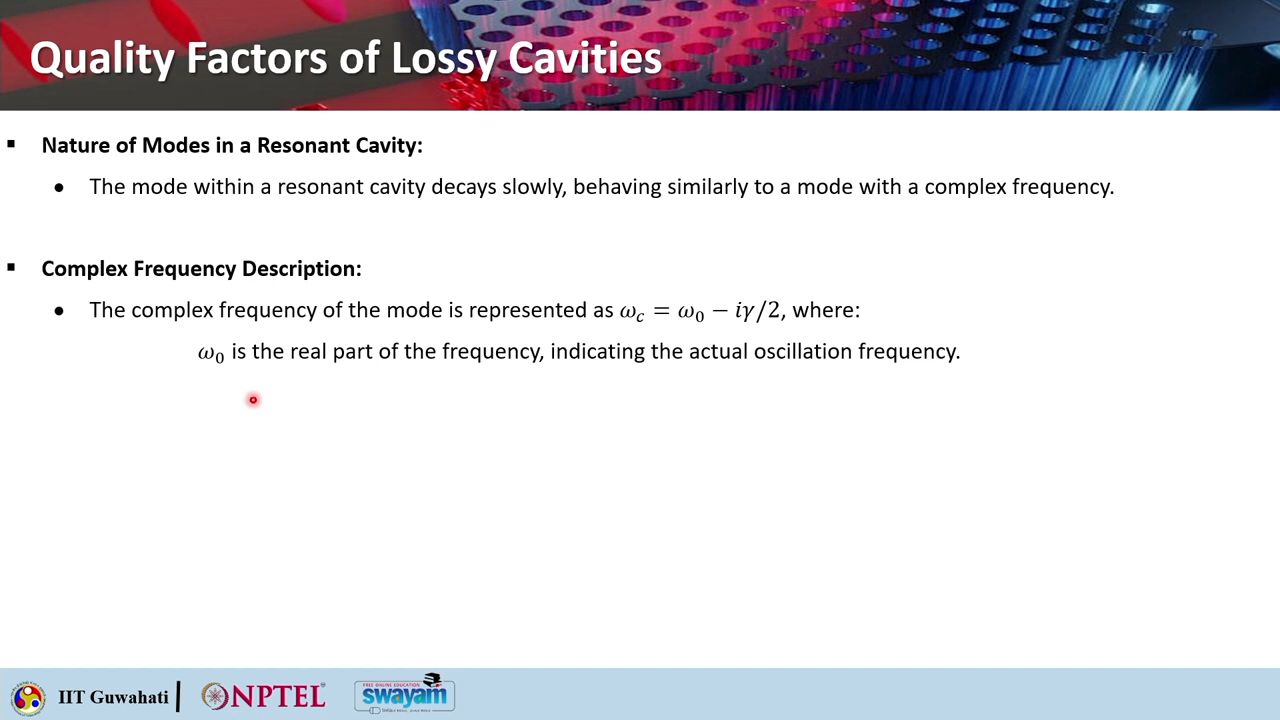 Quality Factors of Lossy Cavities
▪ Nature of Modes in a Resonant Cavity:
• The mode within a resonant cavity decays slowly, behaving similarly to a mode with a complex frequency.
▪ Complex Frequency Description:
• The complex frequency of the mode is represented as ω_c = ω_0 − iγ/2, where:
ω_0 is the real part of the frequency, indicating the actual oscillation frequency.
IIT Guwahati
NPTEL
FREE ONLINE EDUCATION
swayam